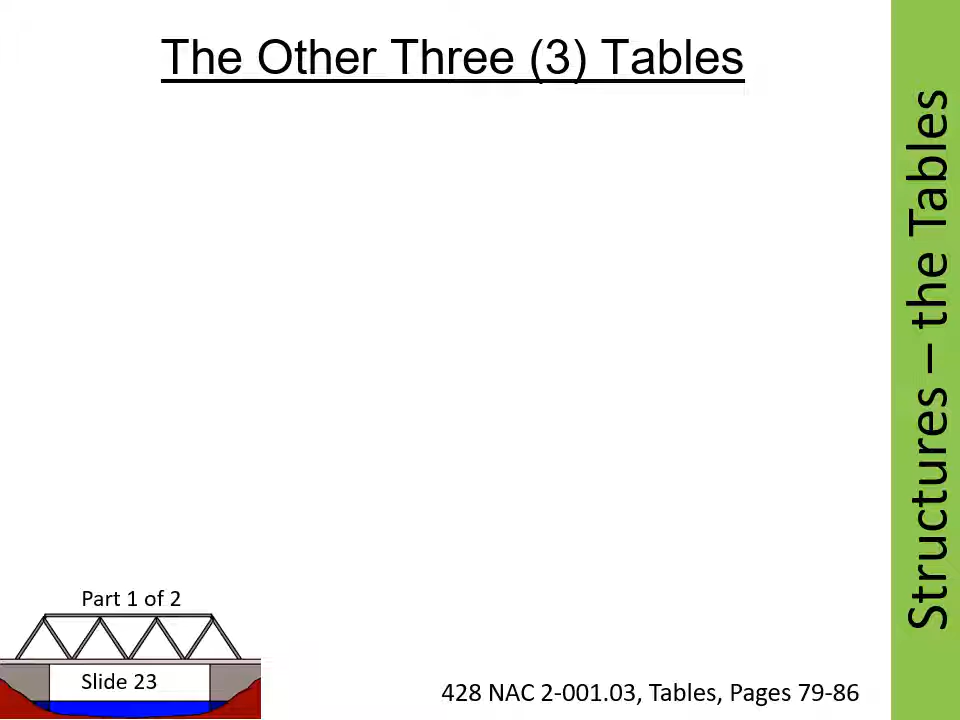 The Other Three (3) Tables
Structures – the Tables
Part 1 of 2
Slide 23
428 NAC 2-001.03, Tables, Pages 79-86